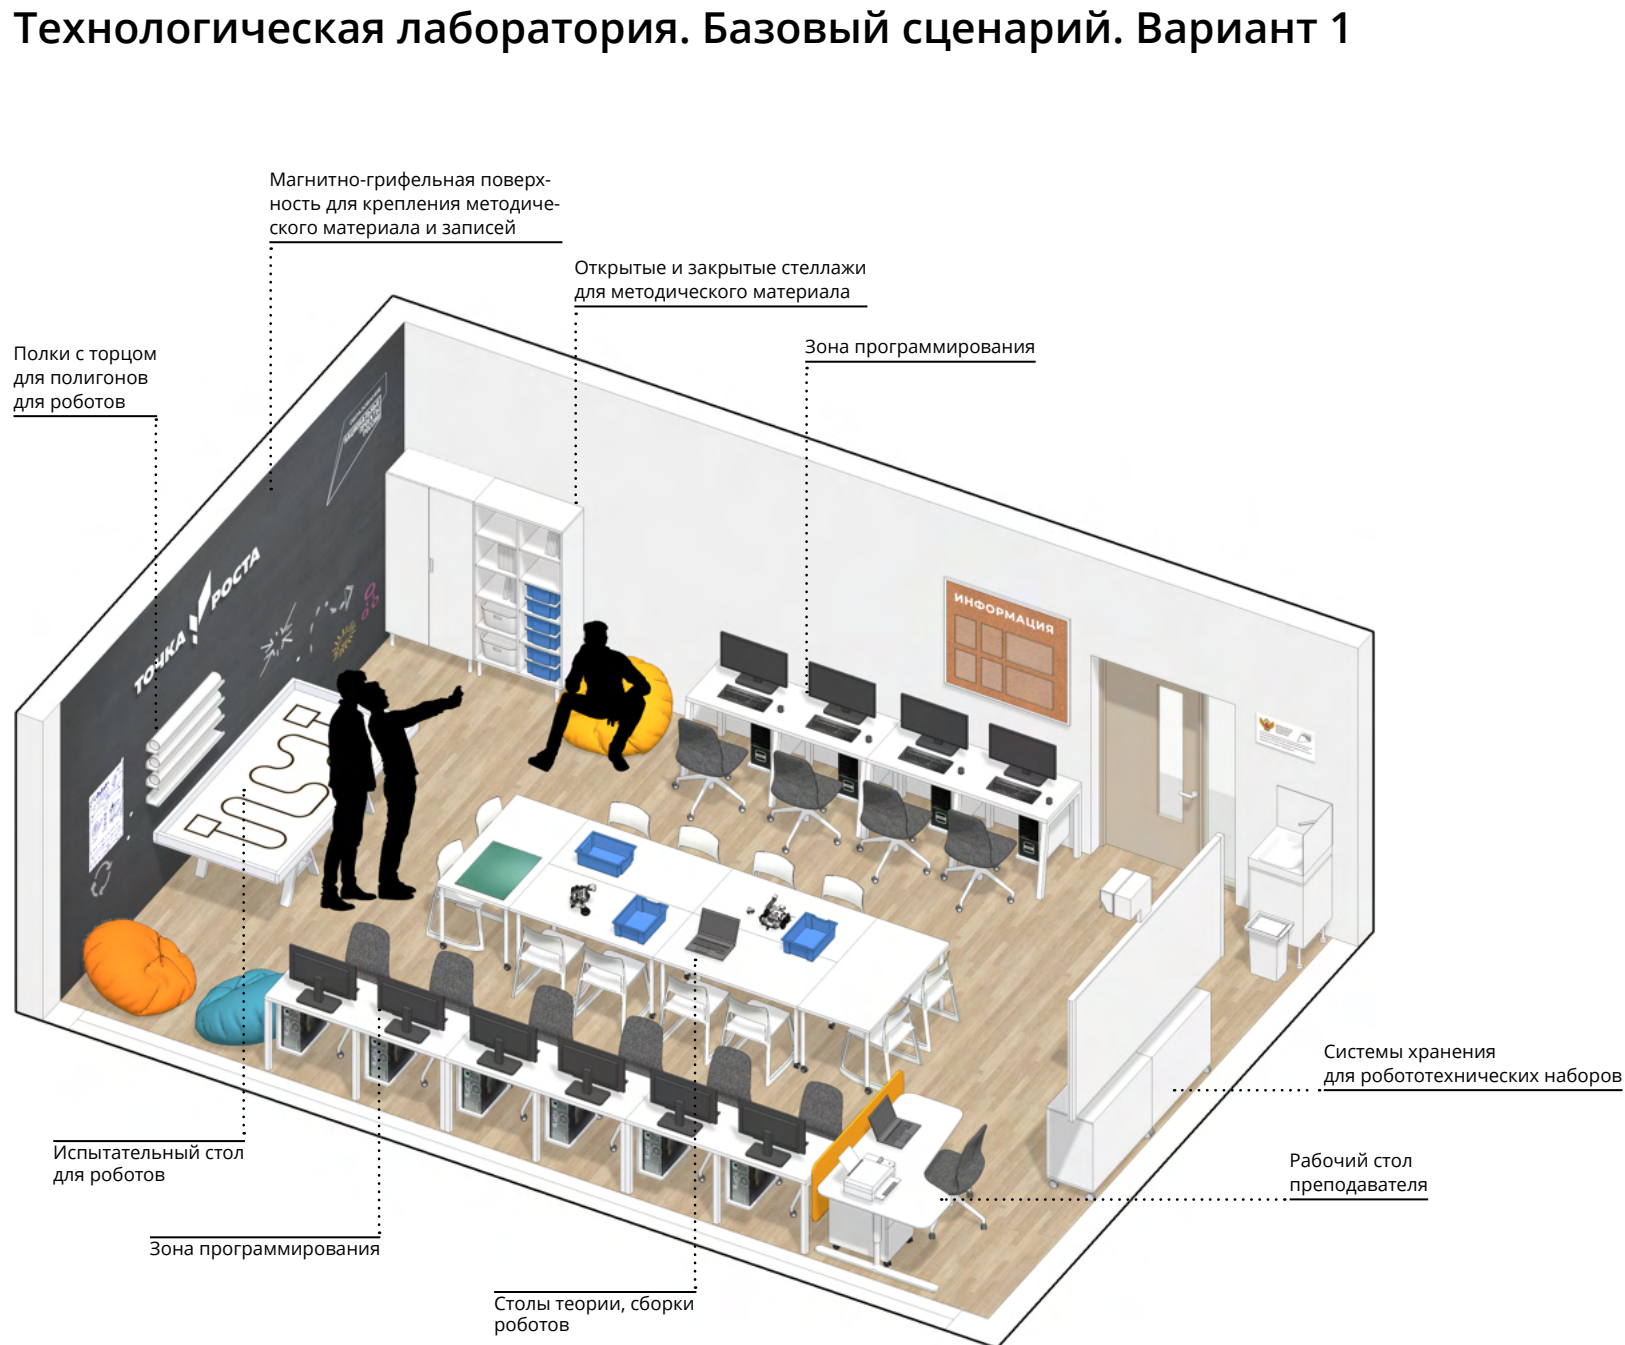 Технологическая лаборатория. Базовый сценарий. Вариант 1
Магнитно-грифельная поверх-
ность для крепления методиче-
ского материала и записей
Открытые и закрытые стеллажи
для методического материала
Зона программирования
Полки с торцом
для полигонов
для роботов
ТОЧКА РОСТА
ИНФОРМАЦИЯ
Системы хранения
для робототехнических наборов
Испытательный стол
для роботов
Рабочий стол
преподавателя
Зона программирования
Столы теории, сборки
роботов